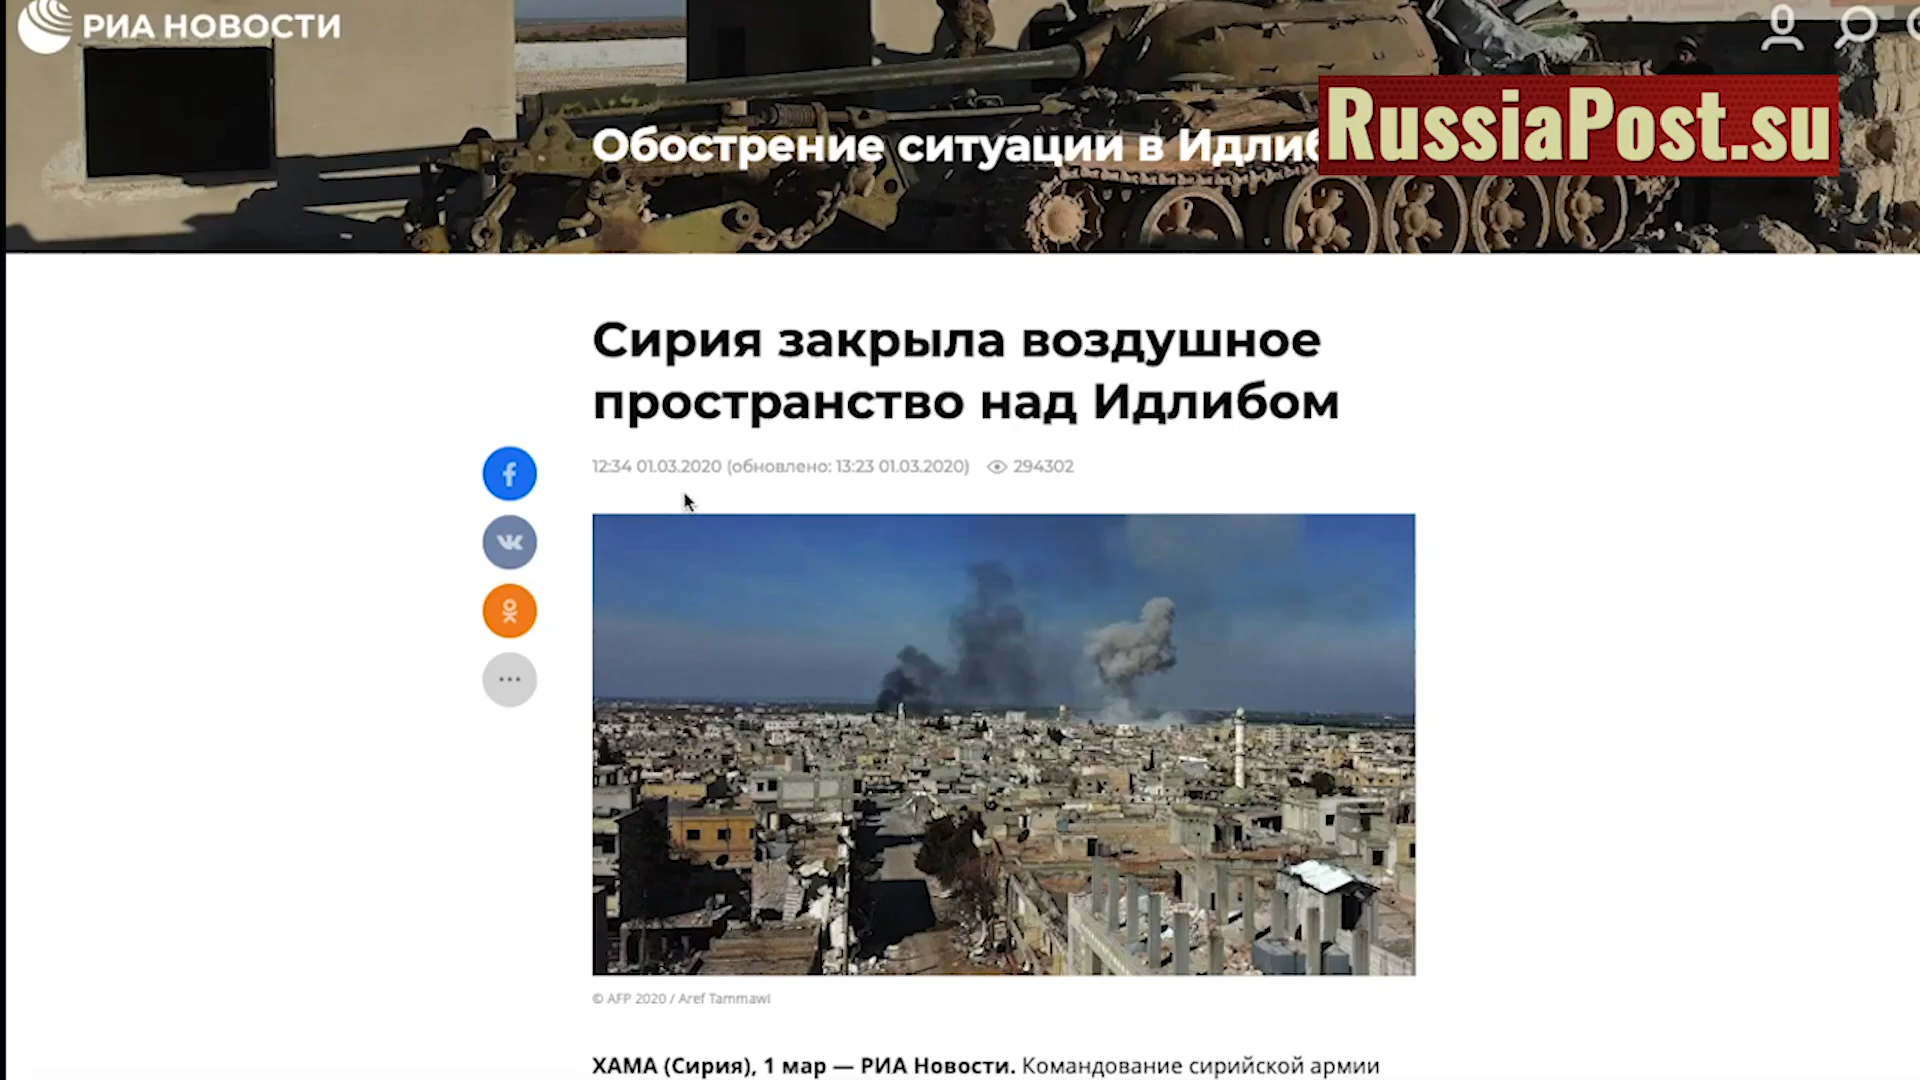 РИА НОВОСТИ
Обострение ситуации в
RussiaPost.su
Сирия закрыла воздушное
пространство над Идлибом
12:34 01.03.2020 (обновлено: 13:23 01.03.2020) 294302
© AFP 2020 / Aref Tammawi
ХАМА (Сирия), 1 мар — РИА Новости. Командование сирийской армии